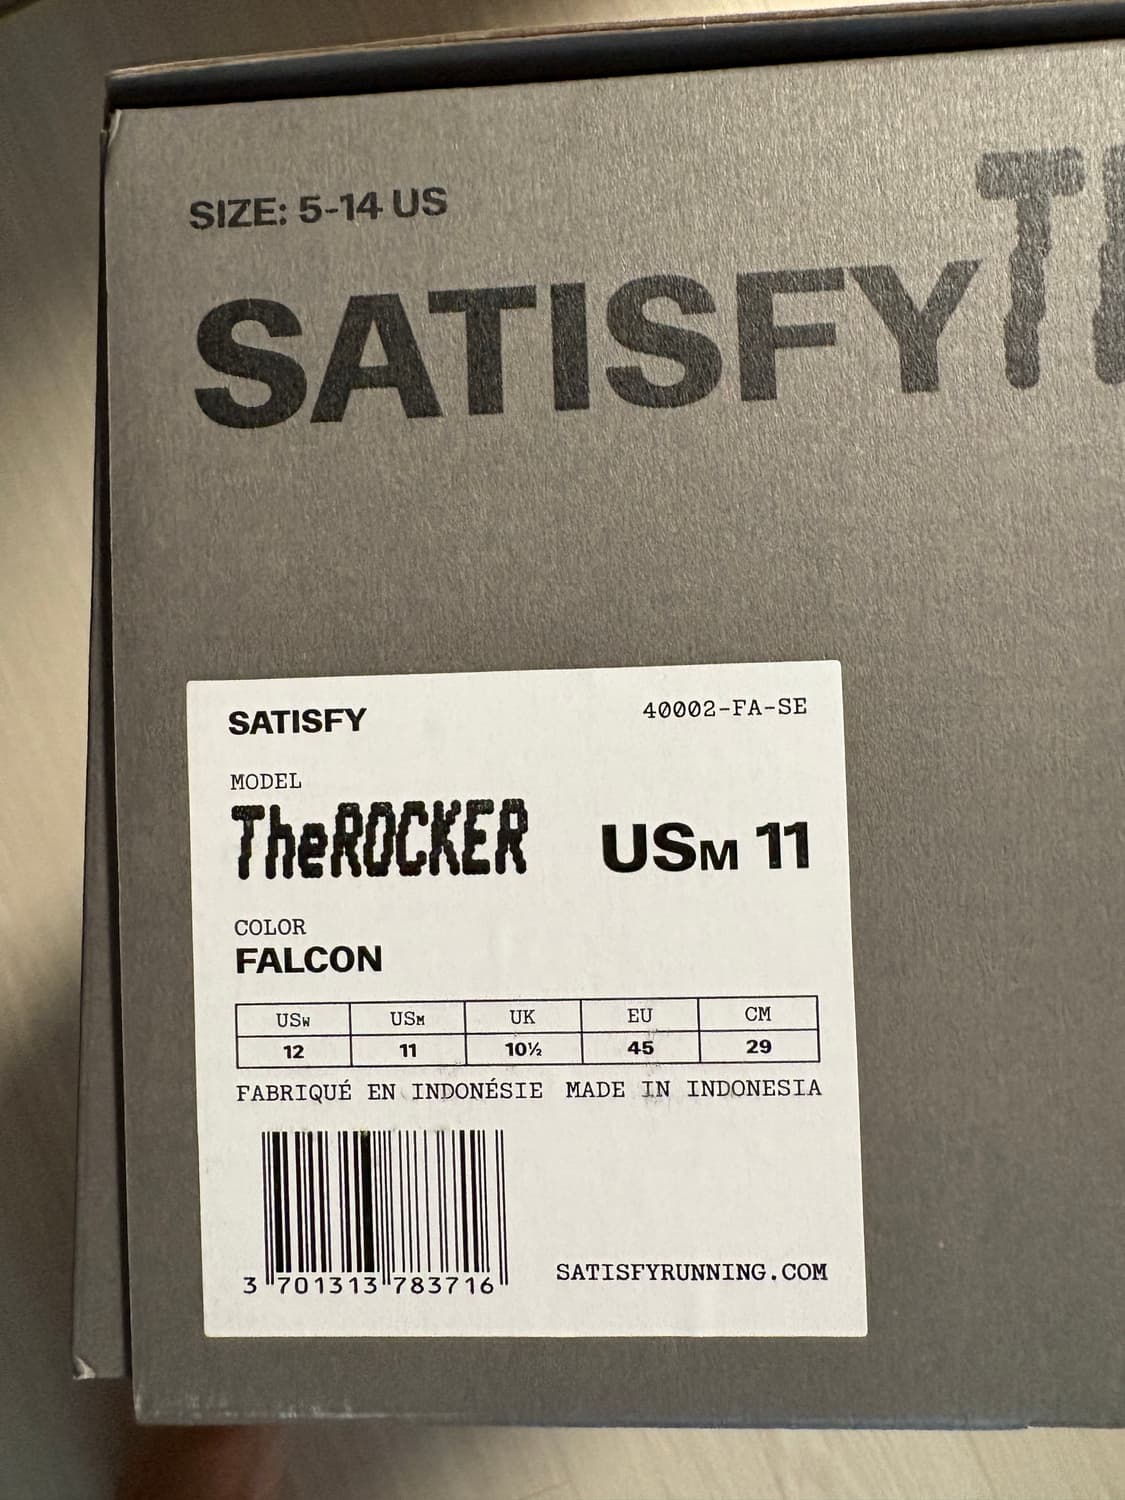 SIZE: 5-14 US
SATISFY
SATISFY 40002-FA-SE
MODEL
TheROCKER USM 11
COLOR
FALCON
USW USM UK EU CM
12 11 10½ 45 29
FABRIQUÉ EN INDONÉSIE MADE IN INDONESIA
3 701313 783716
SATISFYRUNNING.COM